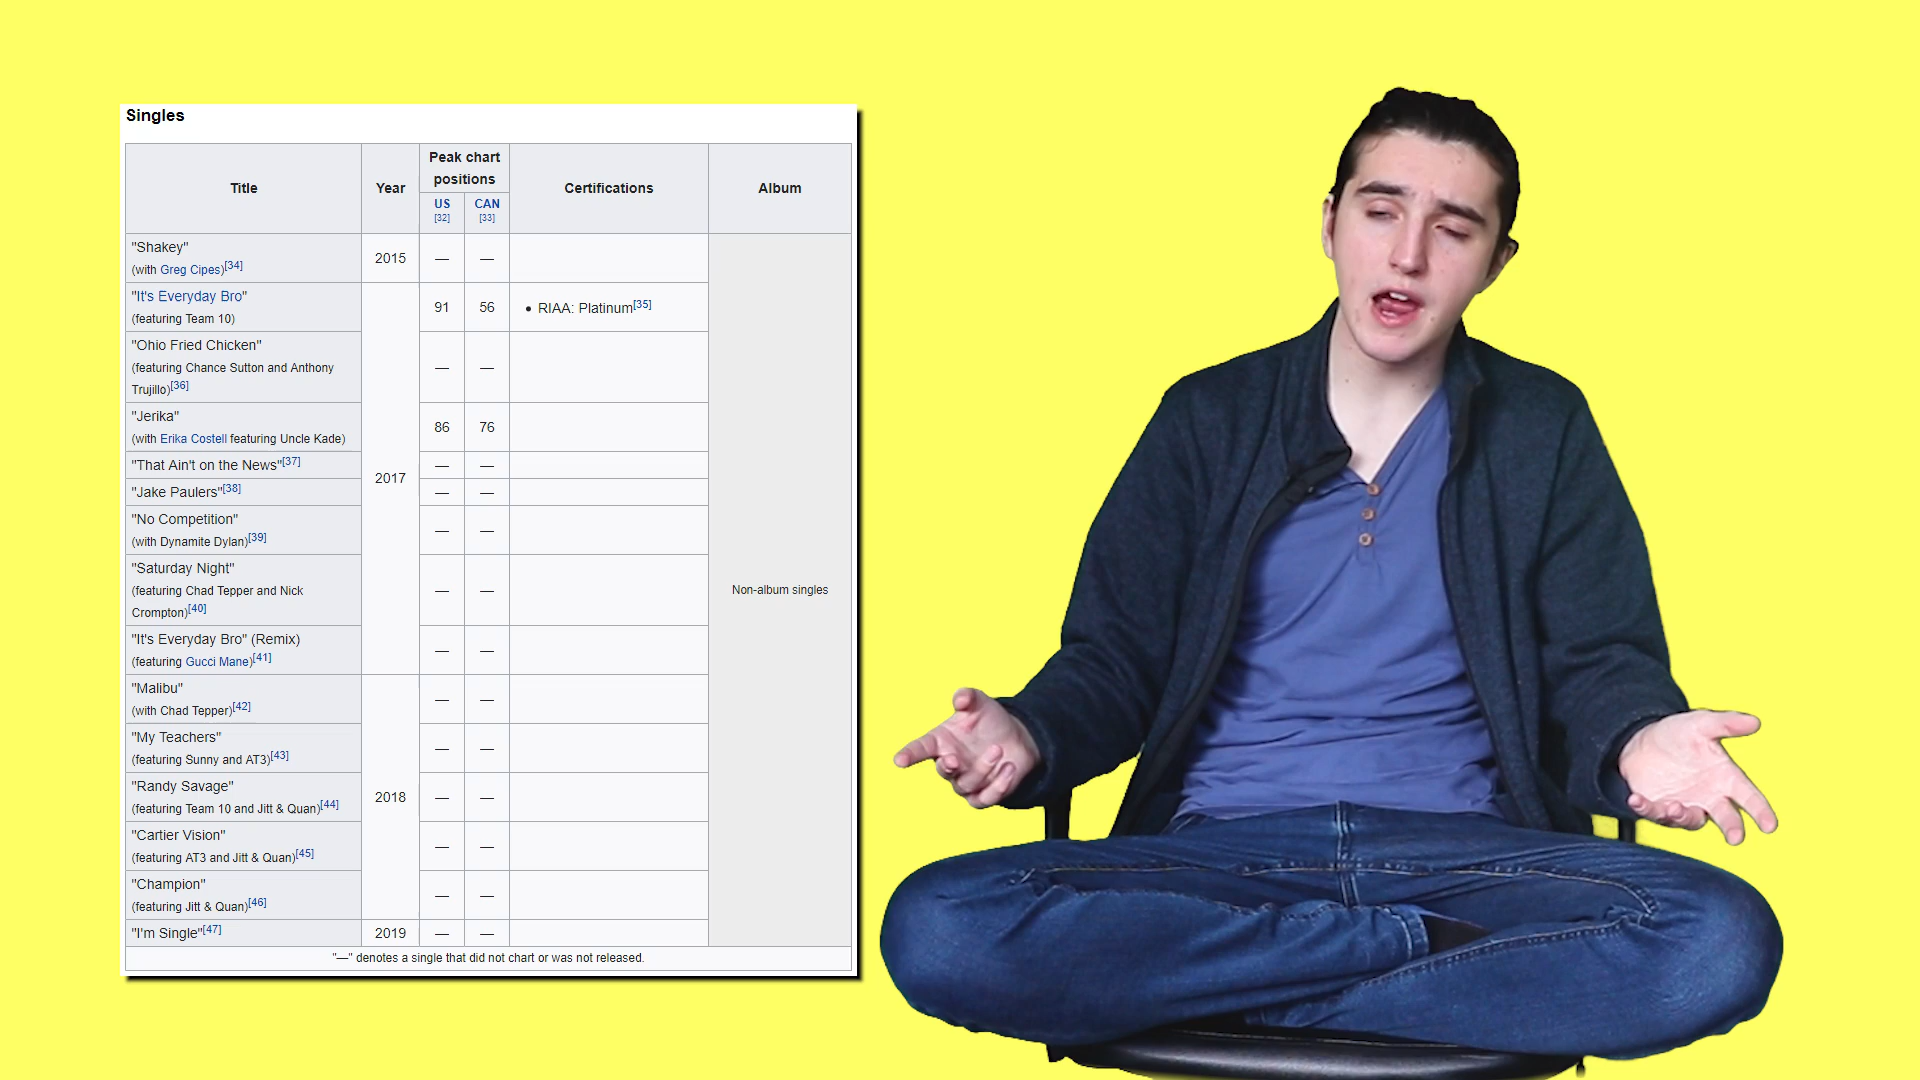 Singles
Title
Year
Peak chart
positions
Certifications
Album
US
[32]
CAN
[33]
"Shakey"
(with Greg Cipes)[34]
2015
—
—
"It's Everyday Bro"
(featuring Team 10)
91
56
• RIAA: Platinum[35]
"Ohio Fried Chicken"
(featuring Chance Sutton and Anthony
Trujillo)[36]
—
—
"Jerika"
(with Erika Costell featuring Uncle Kade)
86
76
"That Ain't on the News"[37]
—
—
2017
"Jake Paulers"[38]
—
—
"No Competition"
(with Dynamite Dylan)[39]
—
—
"Saturday Night"
(featuring Chad Tepper and Nick
Crompton)[40]
—
—
Non-album singles
"It's Everyday Bro" (Remix)
(featuring Gucci Mane)[41]
—
—
"Malibu"
(with Chad Tepper)[42]
—
—
"My Teachers"
(featuring Sunny and AT3)[43]
—
—
"Randy Savage"
(featuring Team 10 and Jitt & Quan)[44]
2018
—
—
"Cartier Vision"
(featuring AT3 and Jitt & Quan)[45]
—
—
"Champion"
(featuring Jitt & Quan)[46]
—
—
"I'm Single"[47]
2019
—
—
"—" denotes a single that did not chart or was not released.